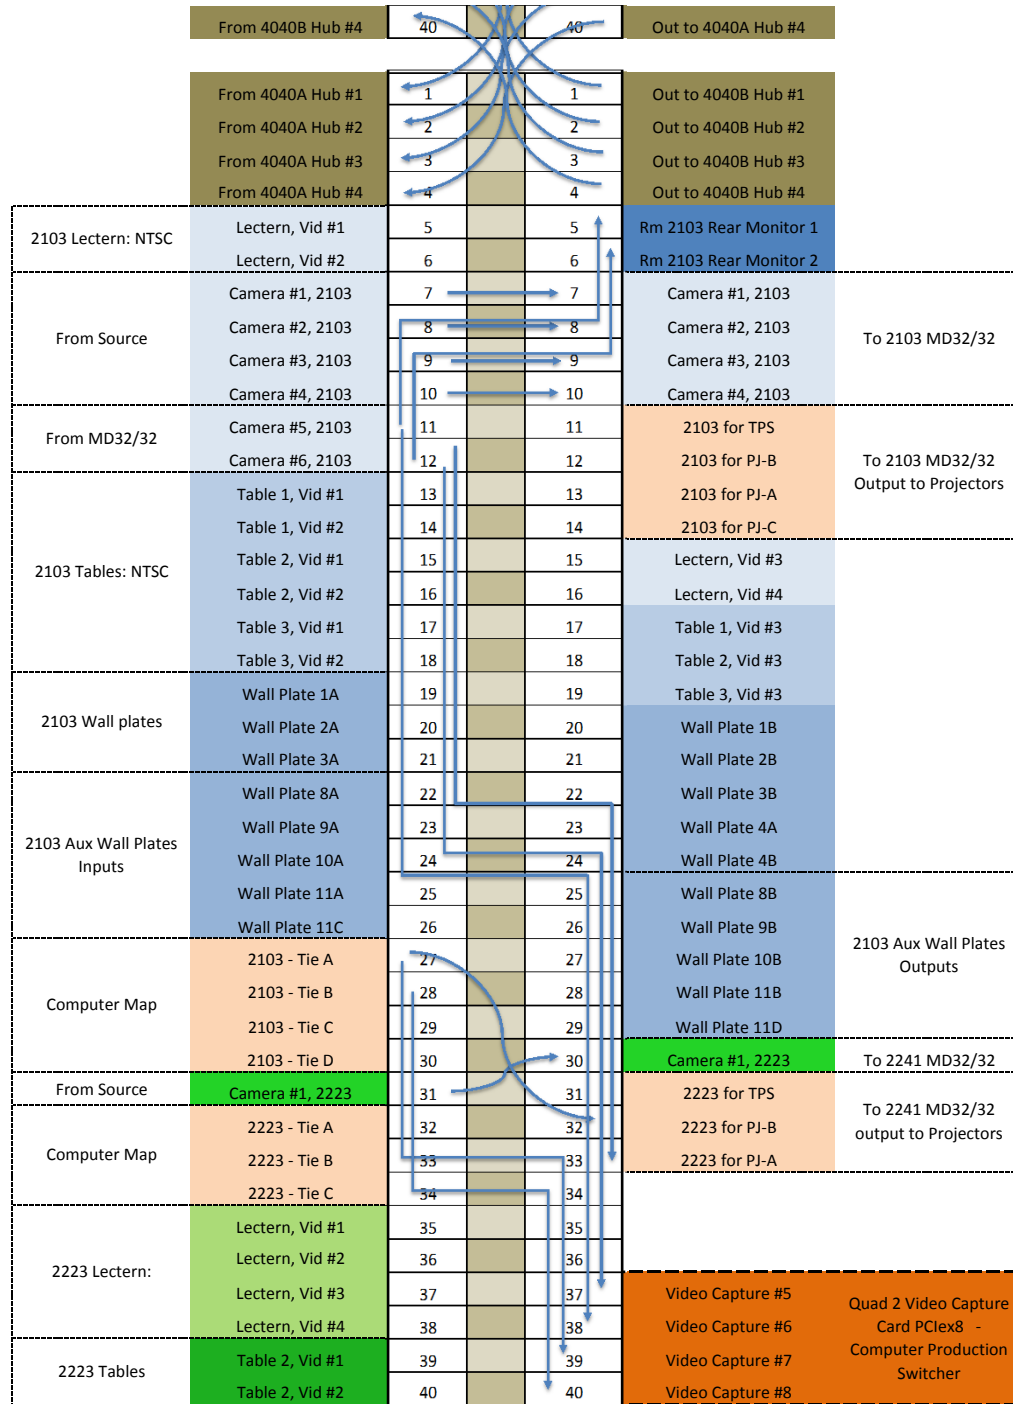 From 4040B Hub #4 40 40 Out to 4040A Hub #4
From 4040A Hub #1 1 1 Out to 4040B Hub #1
From 4040A Hub #2 2 2 Out to 4040B Hub #2
From 4040A Hub #3 3 3 Out to 4040B Hub #3
From 4040A Hub #4 4 4 Out to 4040B Hub #4
2103 Lectern: NTSC
Lectern, Vid #1 5 5 Rm 2103 Rear Monitor 1
Lectern, Vid #2 6 6 Rm 2103 Rear Monitor 2
From Source
Camera #1, 2103 7 7 Camera #1, 2103
Camera #2, 2103 8 8 Camera #2, 2103
Camera #3, 2103 9 9 Camera #3, 2103
Camera #4, 2103 10 10 Camera #4, 2103
To 2103 MD32/32
From MD32/32
Camera #5, 2103 11 11 2103 for TPS
Camera #6, 2103 12 12 2103 for PJ-B
Table 1, Vid #1 13 13 2103 for PJ-A
Table 1, Vid #2 14 14 2103 for PJ-C
To 2103 MD32/32
Output to Projectors
2103 Tables: NTSC
Table 2, Vid #1 15 15 Lectern, Vid #3
Table 2, Vid #2 16 16 Lectern, Vid #4
Table 3, Vid #1 17 17 Table 1, Vid #3
Table 3, Vid #2 18 18 Table 2, Vid #3
2103 Wall plates
Wall Plate 1A 19 19 Table 3, Vid #3
Wall Plate 2A 20 20 Wall Plate 1B
Wall Plate 3A 21 21 Wall Plate 2B
2103 Aux Wall Plates
Inputs
Wall Plate 8A 22 22 Wall Plate 3B
Wall Plate 9A 23 23 Wall Plate 4A
Wall Plate 10A 24 24 Wall Plate 4B
Wall Plate 11A 25 25 Wall Plate 8B
Wall Plate 11C 26 26 Wall Plate 9B
2103 Aux Wall Plates
Outputs
Computer Map
2103 - Tie A 27 27 Wall Plate 10B
2103 - Tie B 28 28 Wall Plate 11B
2103 - Tie C 29 29 Wall Plate 11D
2103 - Tie D 30 30 Camera #1, 2223 To 2241 MD32/32
From Source Camera #1, 2223 31 31 2223 for TPS
Computer Map
2223 - Tie A 32 32 2223 for PJ-B
2223 - Tie B 33 33 2223 for PJ-A
2223 - Tie C 34 34
To 2241 MD32/32
output to Projectors
2223 Lectern:
Lectern, Vid #1 35 35
Lectern, Vid #2 36 36
Lectern, Vid #3 37 37 Video Capture #5
Lectern, Vid #4 38 38 Video Capture #6
2223 Tables
Table 2, Vid #1 39 39 Video Capture #7
Table 2, Vid #2 40 40 Video Capture #8
Quad 2 Video Capture
Card PCIex8 -
Computer Production
Switcher